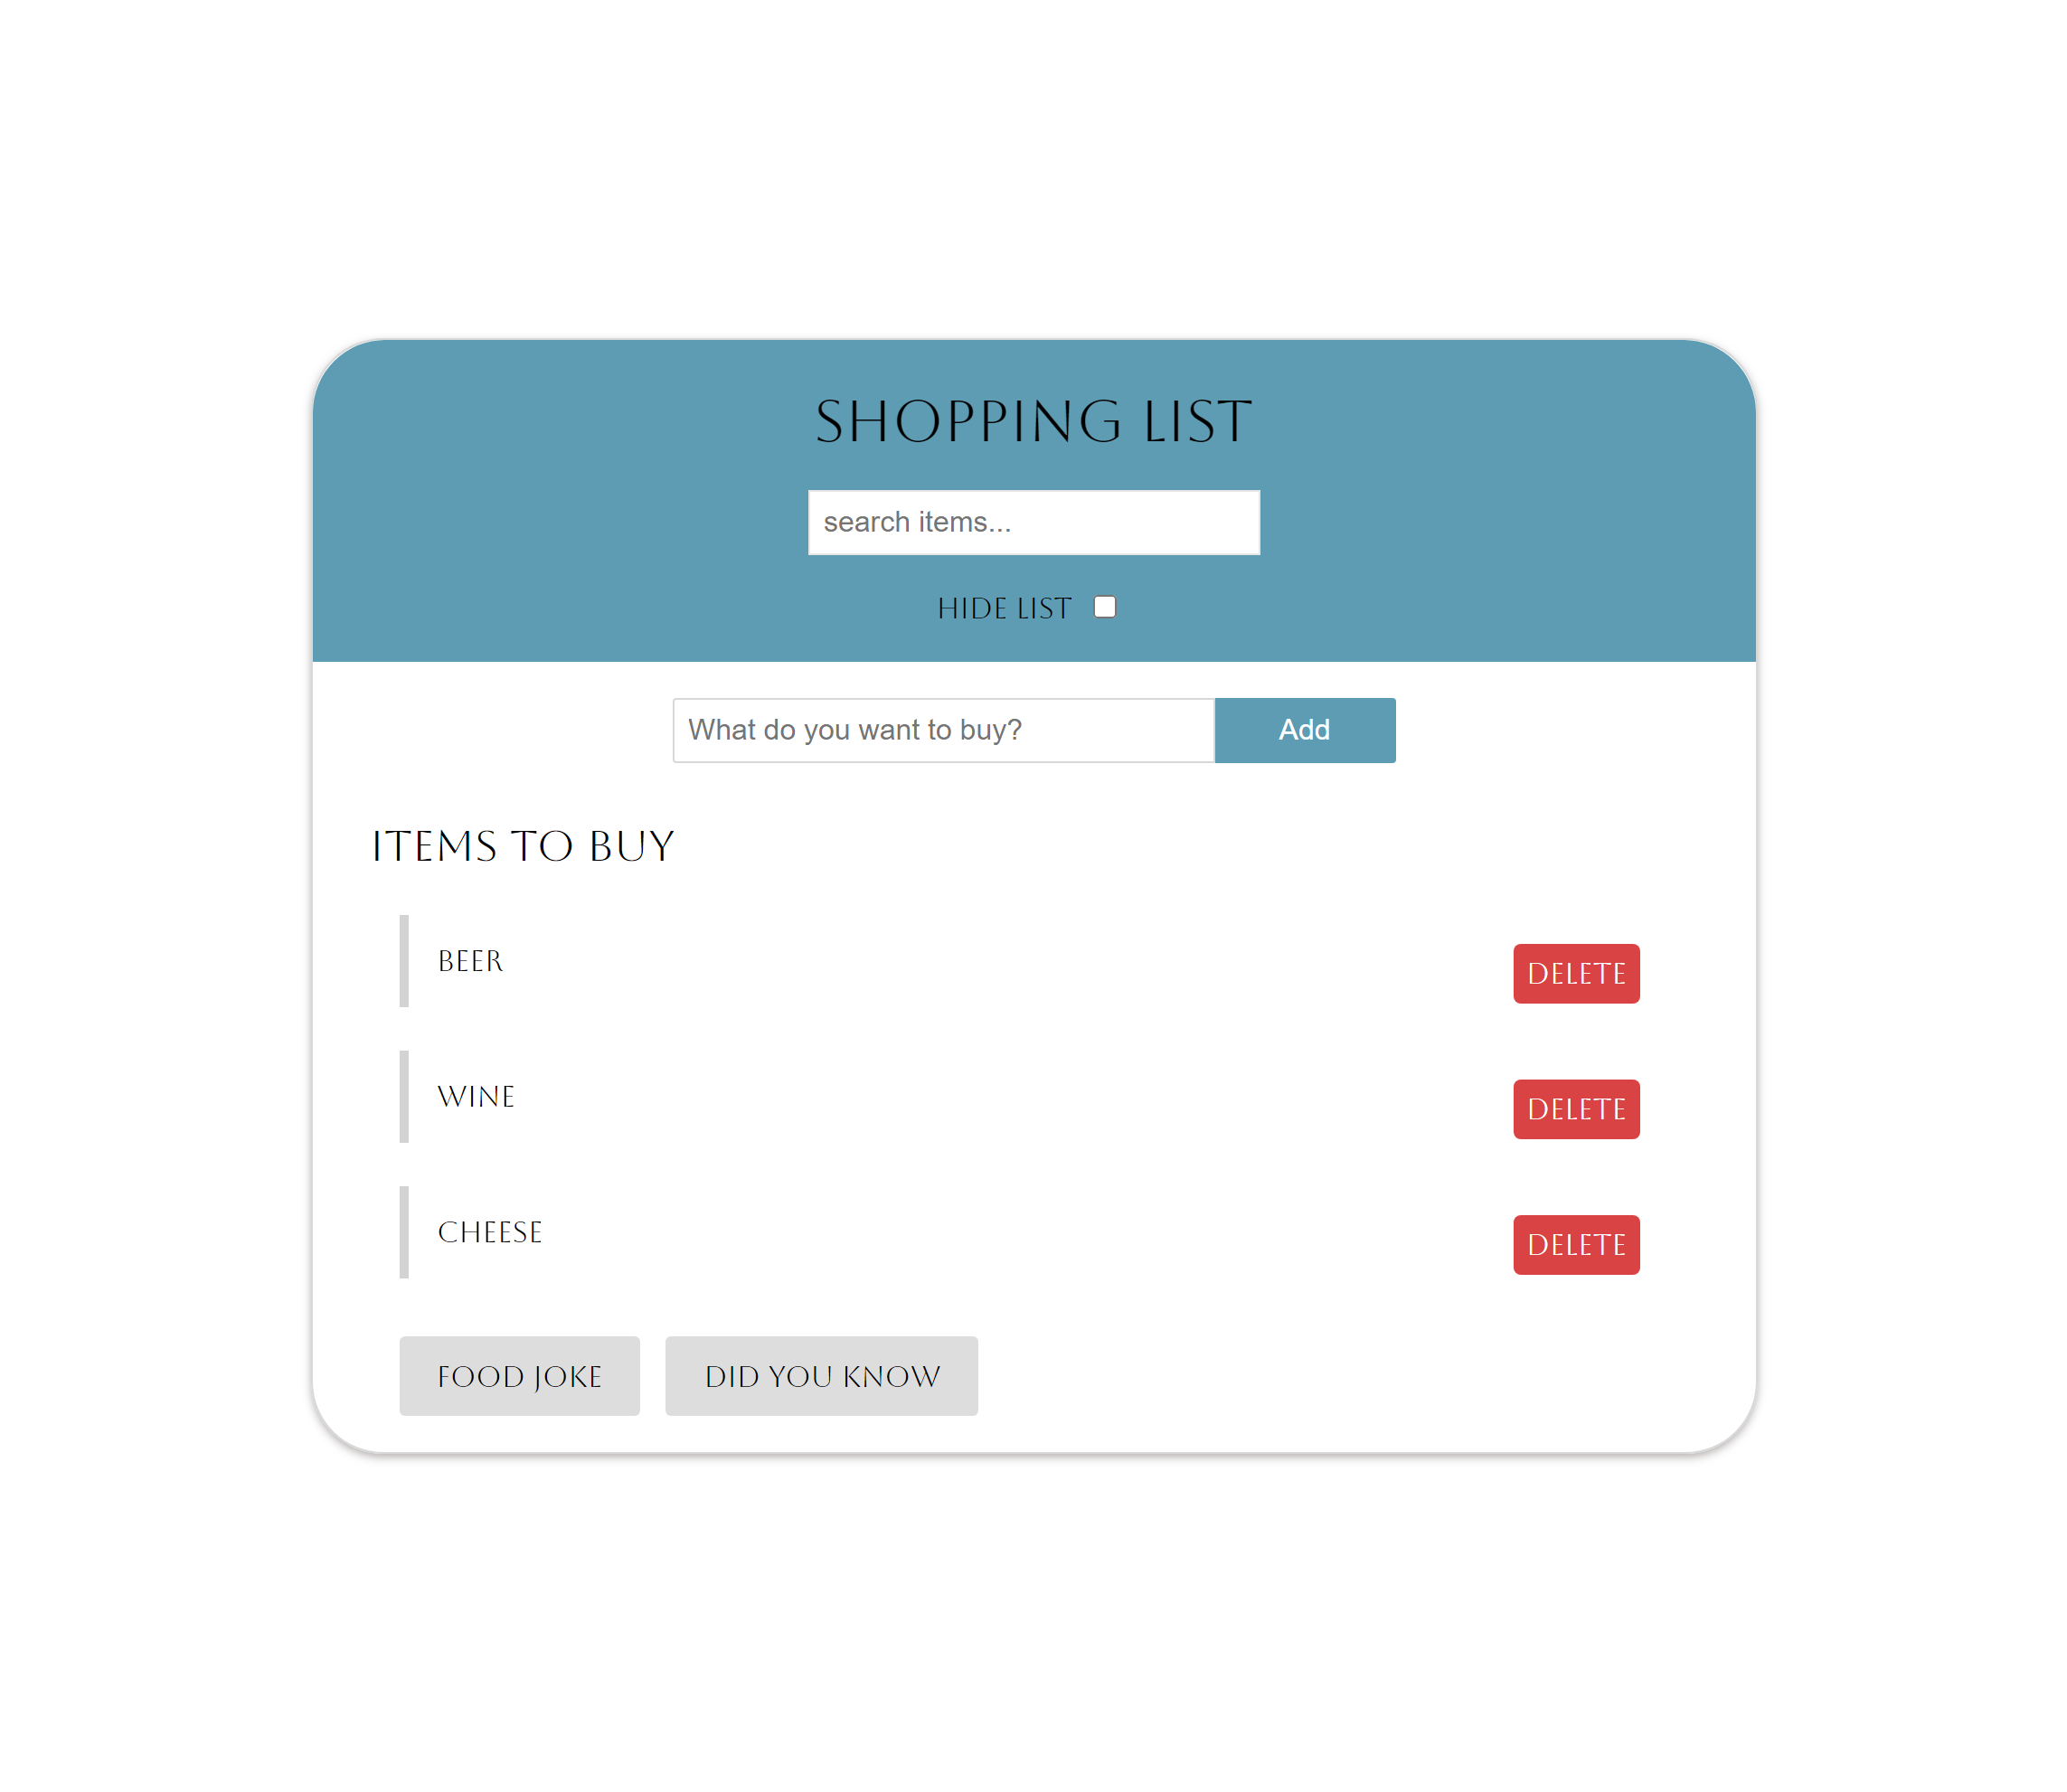 SHOPPING LIST
search items...
HIDE LIST
What do you want to buy? Add
ITEMS TO BUY
BEER DELETE
WINE DELETE
CHEESE DELETE
FOOD JOKE DID YOU KNOW